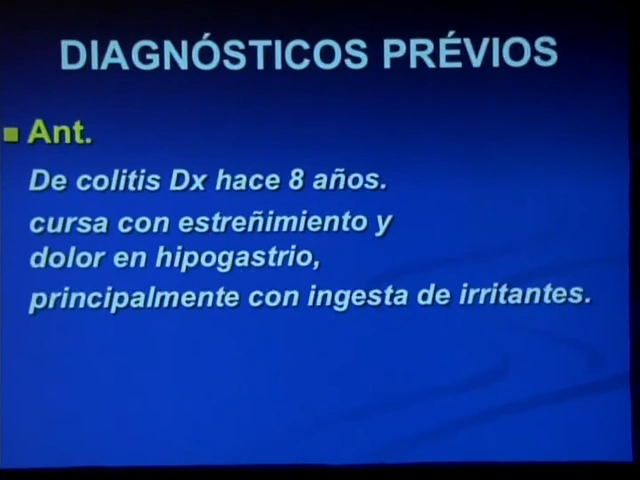 DIAGNÓSTICOS PRÉVIOS
Ant.
De colitis Dx hace 8 años.
cursa con estreñimiento y
dolor en hipogastrio,
principalmente con ingesta de irritantes.